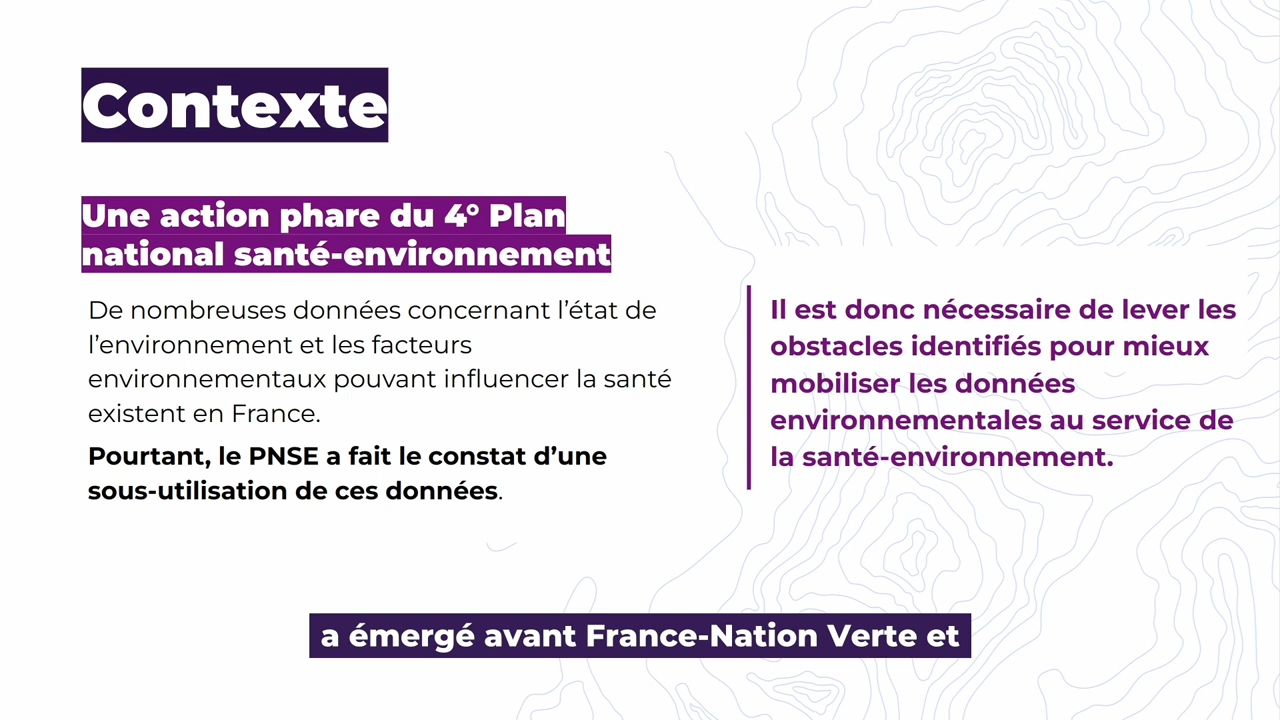 Contexte
Une action phare du 4° Plan
national santé-environnement
De nombreuses données concernant l’état de
l’environnement et les facteurs
environnementaux pouvant influencer la santé
existent en France.
Pourtant, le PNSE a fait le constat d’une
sous-utilisation de ces données.
Il est donc nécessaire de lever les
obstacles identifiés pour mieux
mobiliser les données
environnementales au service de
la santé-environnement.
a émergé avant France-Nation Verte et